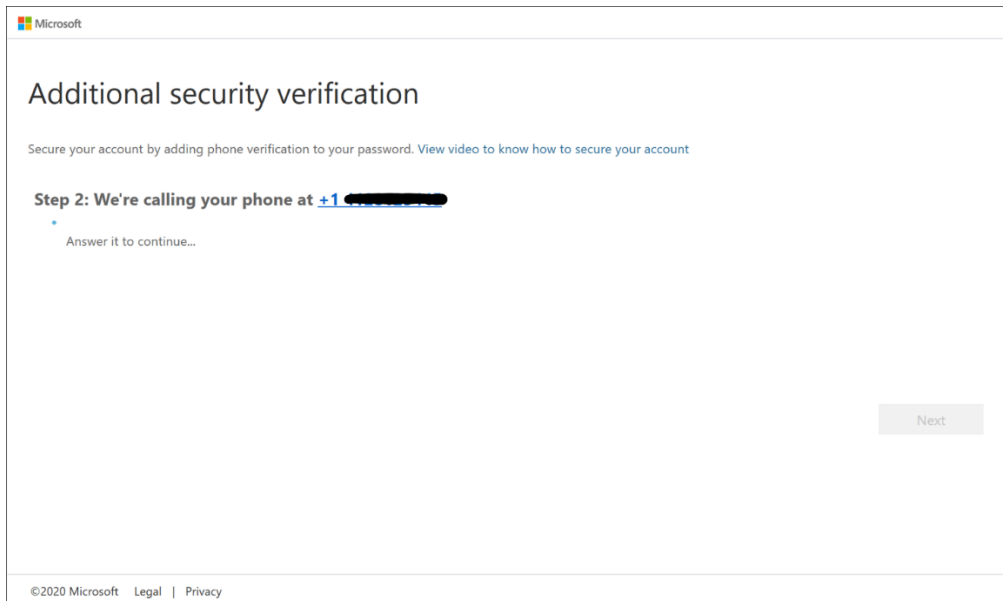 Microsoft
Additional security verification
Secure your account by adding phone verification to your password. View video to know how to secure your account
Step 2: We're calling your phone at +1
Answer it to continue...
Next
©2020 Microsoft Legal | Privacy